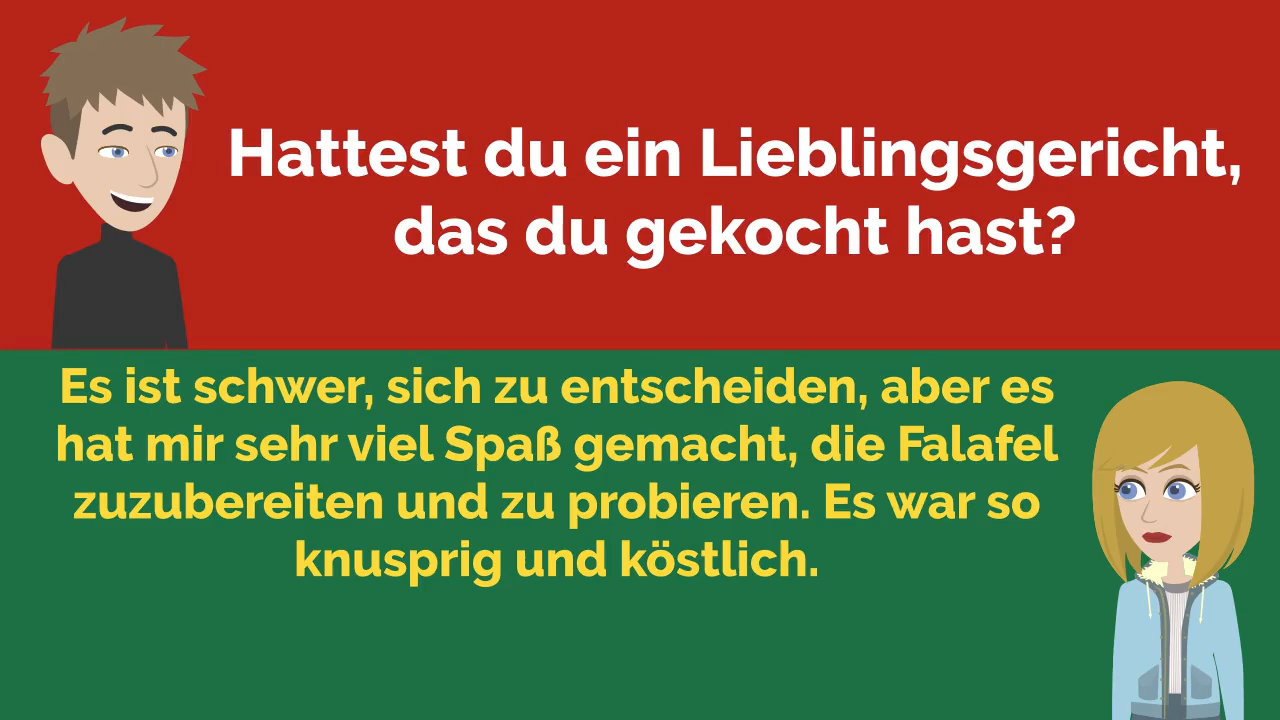 Hattest du ein Lieblingsgericht,
das du gekocht hast?
Es ist schwer, sich zu entscheiden, aber es
hat mir sehr viel Spaß gemacht, die Falafel
zuzubereiten und zu probieren. Es war so
knusprig und köstlich.